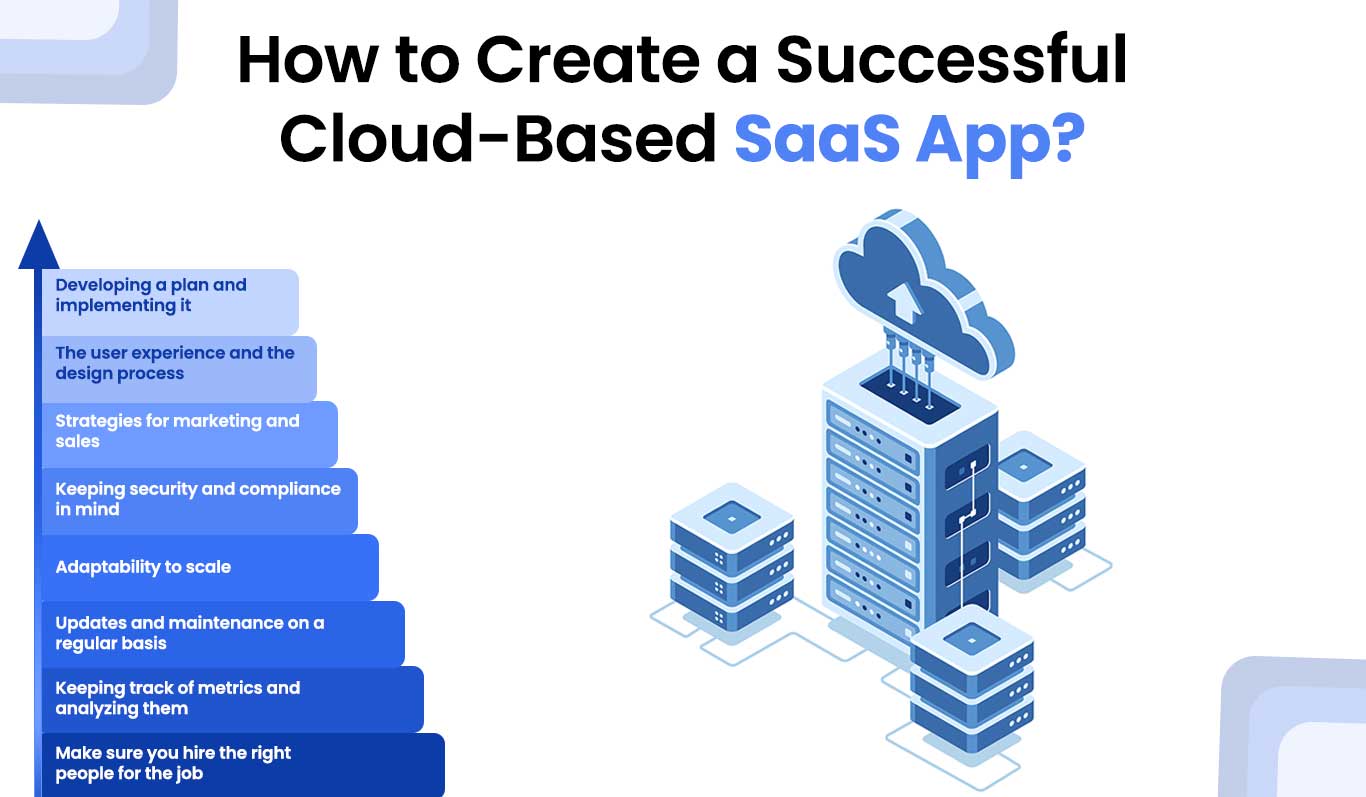 How to Create a Successful
Cloud-Based SaaS App?
Developing a plan and
implementing it
The user experience and the
design process
Strategies for marketing and
sales
Keeping security and compliance
in mind
Adaptability to scale
Updates and maintenance on a
regular basis
Keeping track of metrics and
analyzing them
Make sure you hire the right
people for the job